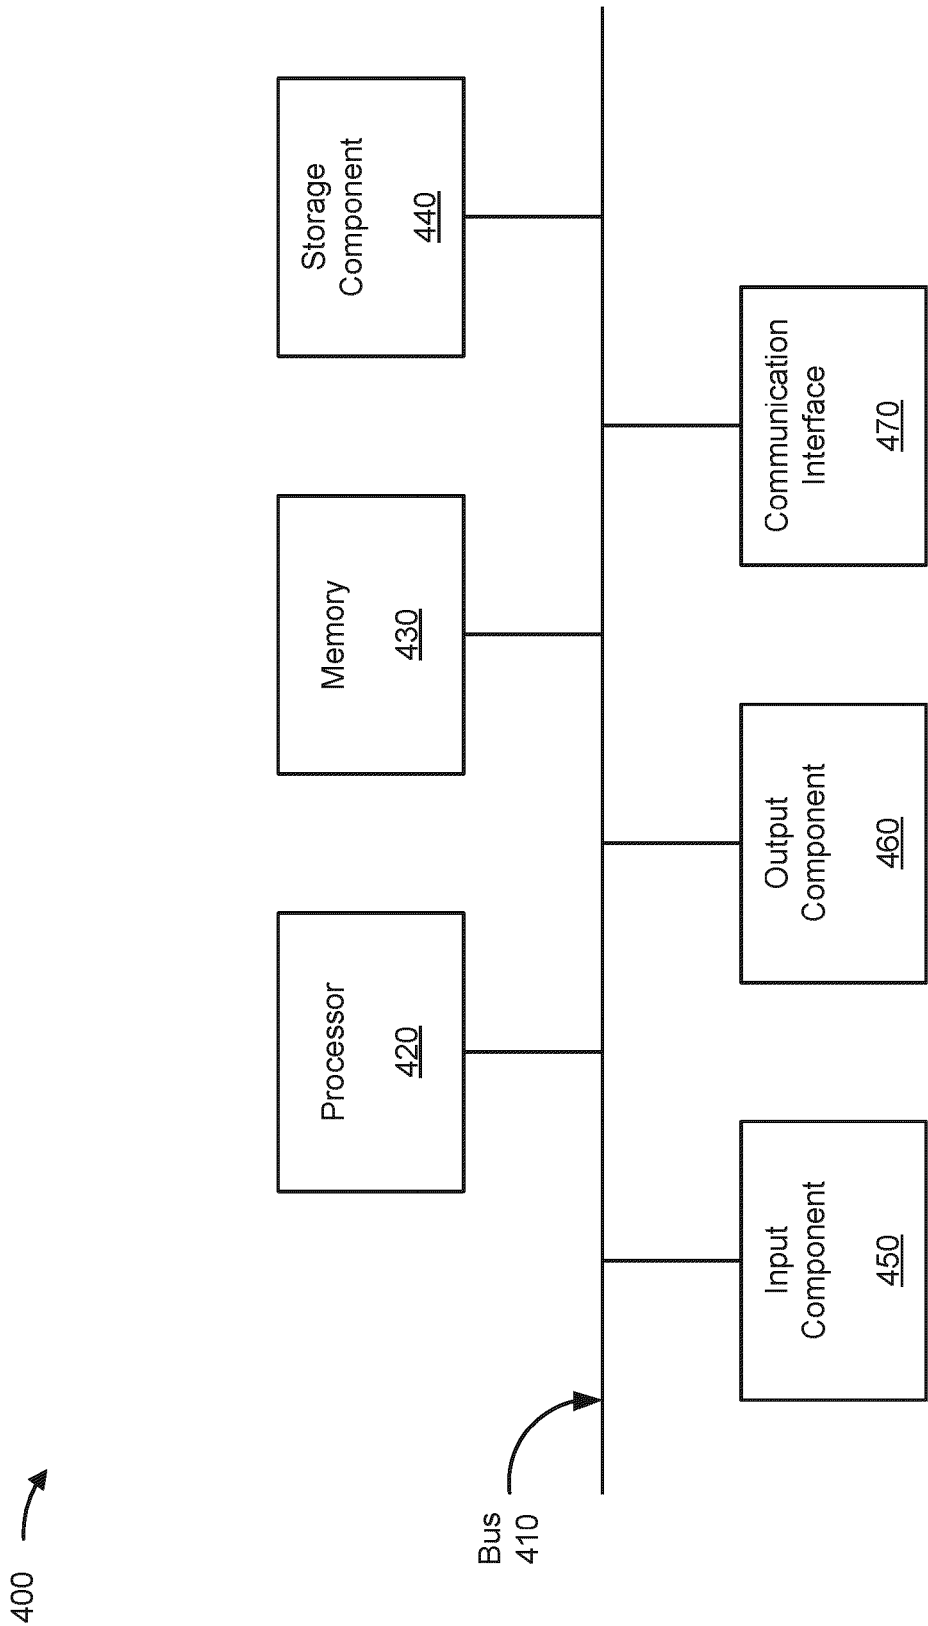 400
Processor
420
Memory
430
Storage
Component
440
Bus
410
Input
Component
450
Output
Component
460
Communication
Interface
470